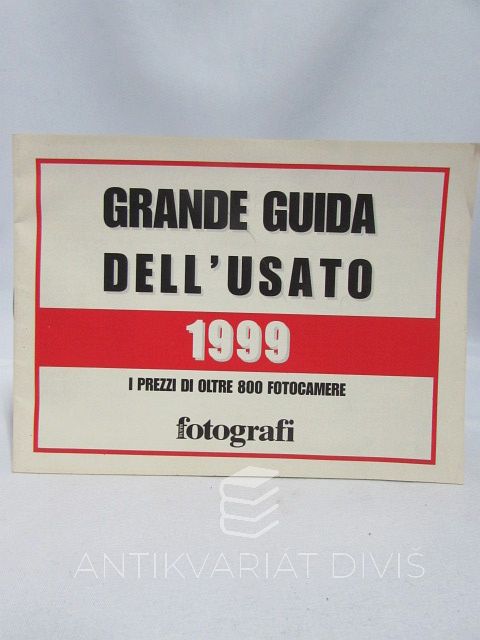 GRANDE GUIDA
DELL'USATO
1999
I PREZZI DI OLTRE 800 FOTOCAMERE
fotografi
ANTIKVARIÁT DIVIŠ